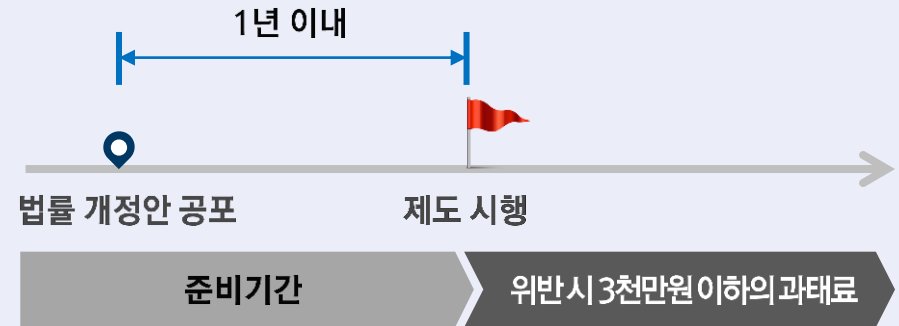 1년 이내
법률 개정안 공포
제도 시행
준비기간
위반 시 3천만원 이하의 과태료